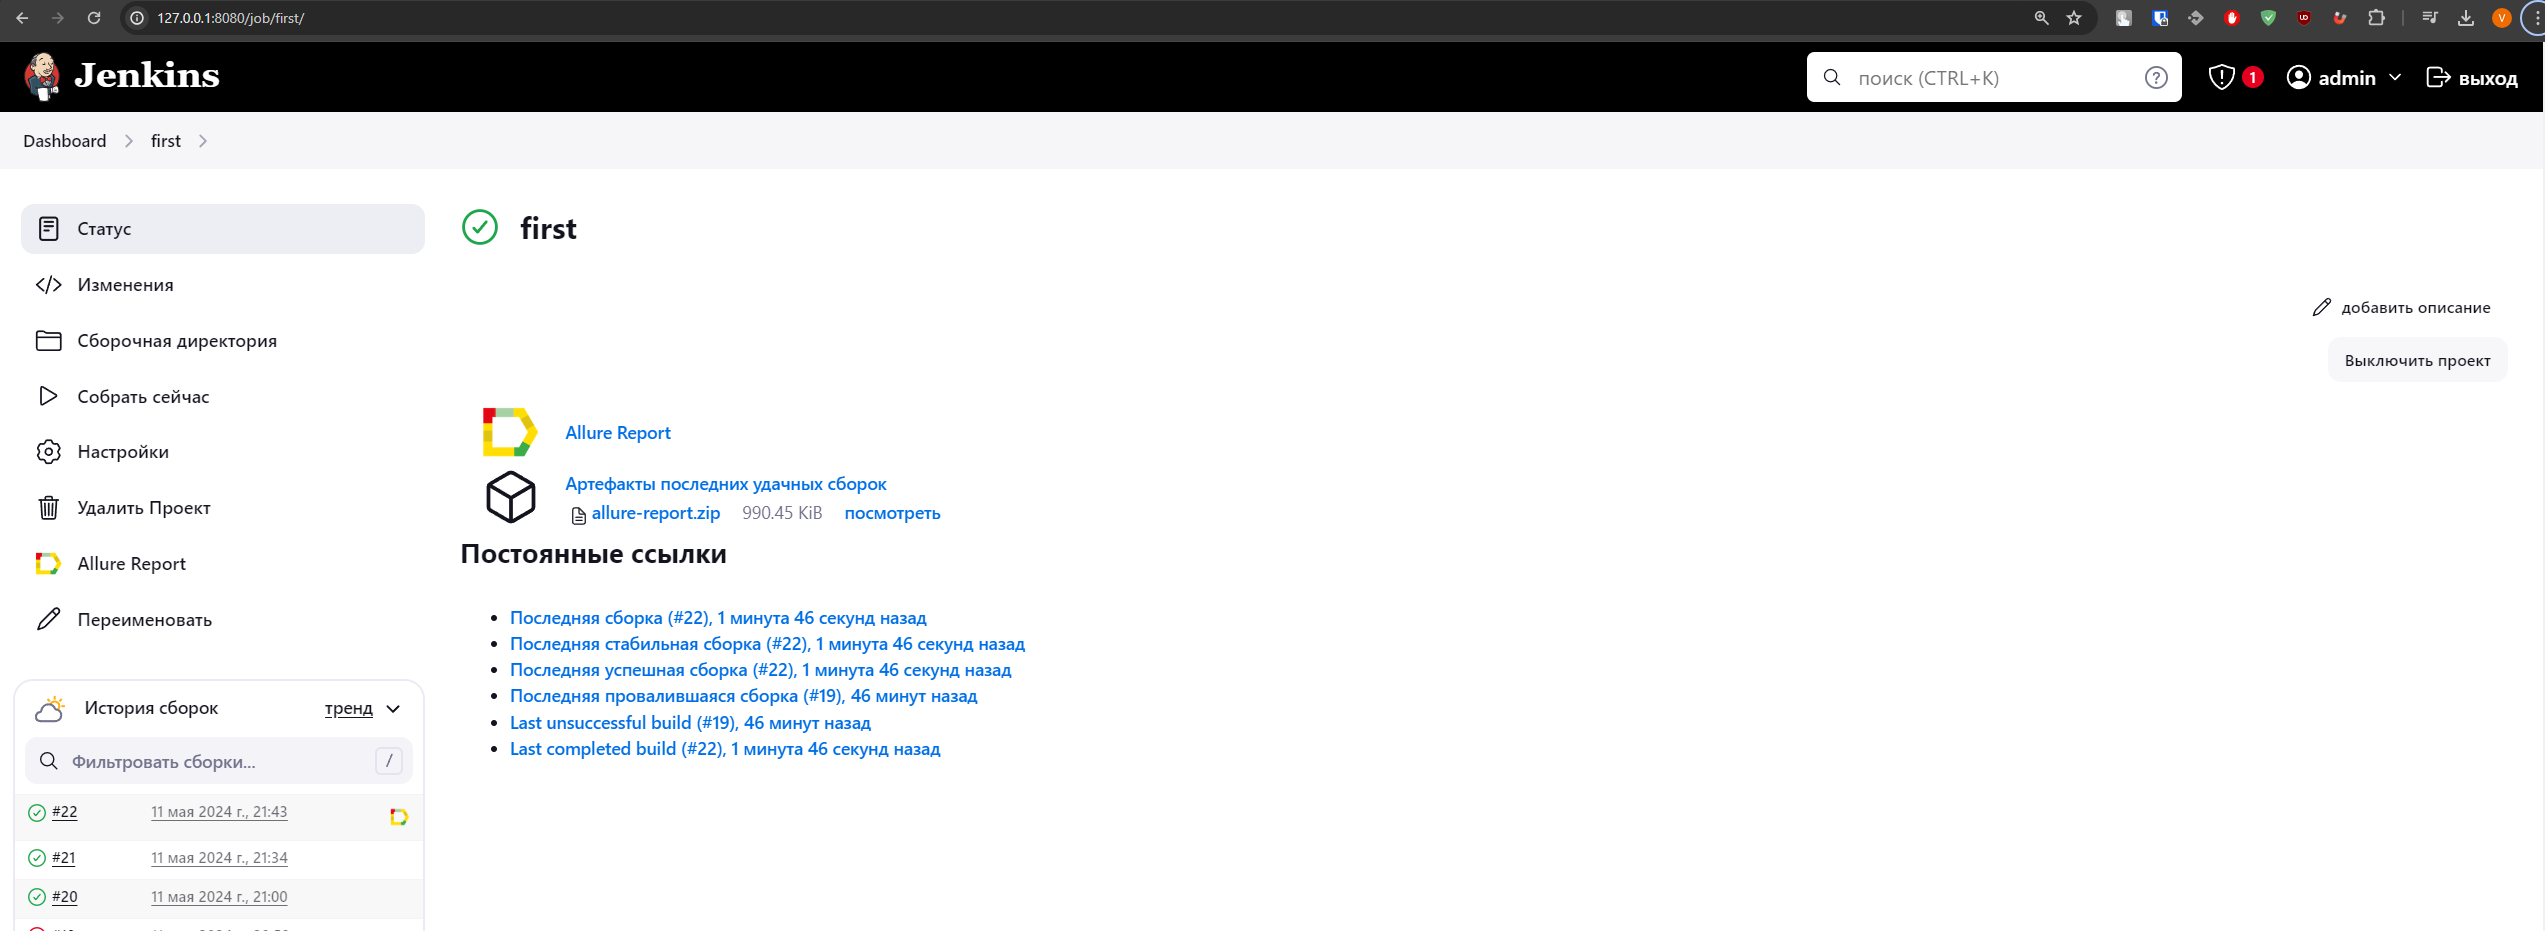 127.0.0.1:8080/job/first/
Jenkins
поиск (CTRL+K)
1
admin
выход
Dashboard
first
Статус
first
Изменения
добавить описание
Сборочная директория
Выключить проект
Собрать сейчас
Настройки
Удалить Проект
Allure Report
Переименовать
Allure Report
Артефакты последних удачных сборок
allure-report.zip 990.45 KiB посмотреть
Постоянные ссылки
Последняя сборка (#22), 1 минута 46 секунд назад
Последняя стабильная сборка (#22), 1 минута 46 секунд назад
Последняя успешная сборка (#22), 1 минута 46 секунд назад
Последняя провалившаяся сборка (#19), 46 минут назад
Last unsuccessful build (#19), 46 минут назад
Last completed build (#22), 1 минута 46 секунд назад
История сборок
тренд
Фильтровать сборки...
/
#22 11 мая 2024 г., 21:43
#21 11 мая 2024 г., 21:34
#20 11 мая 2024 г., 21:00